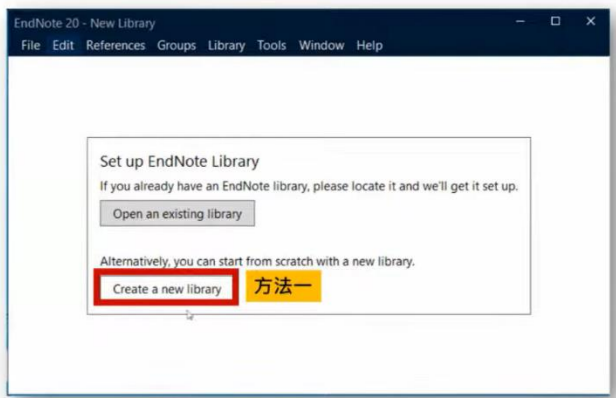 EndNote 20 - New Library
File Edit References Groups Library Tools Window Help
Set up EndNote Library
If you already have an EndNote library, please locate it and we'll get it set up.
Open an existing library
Alternatively, you can start from scratch with a new library.
Create a new library 方法一